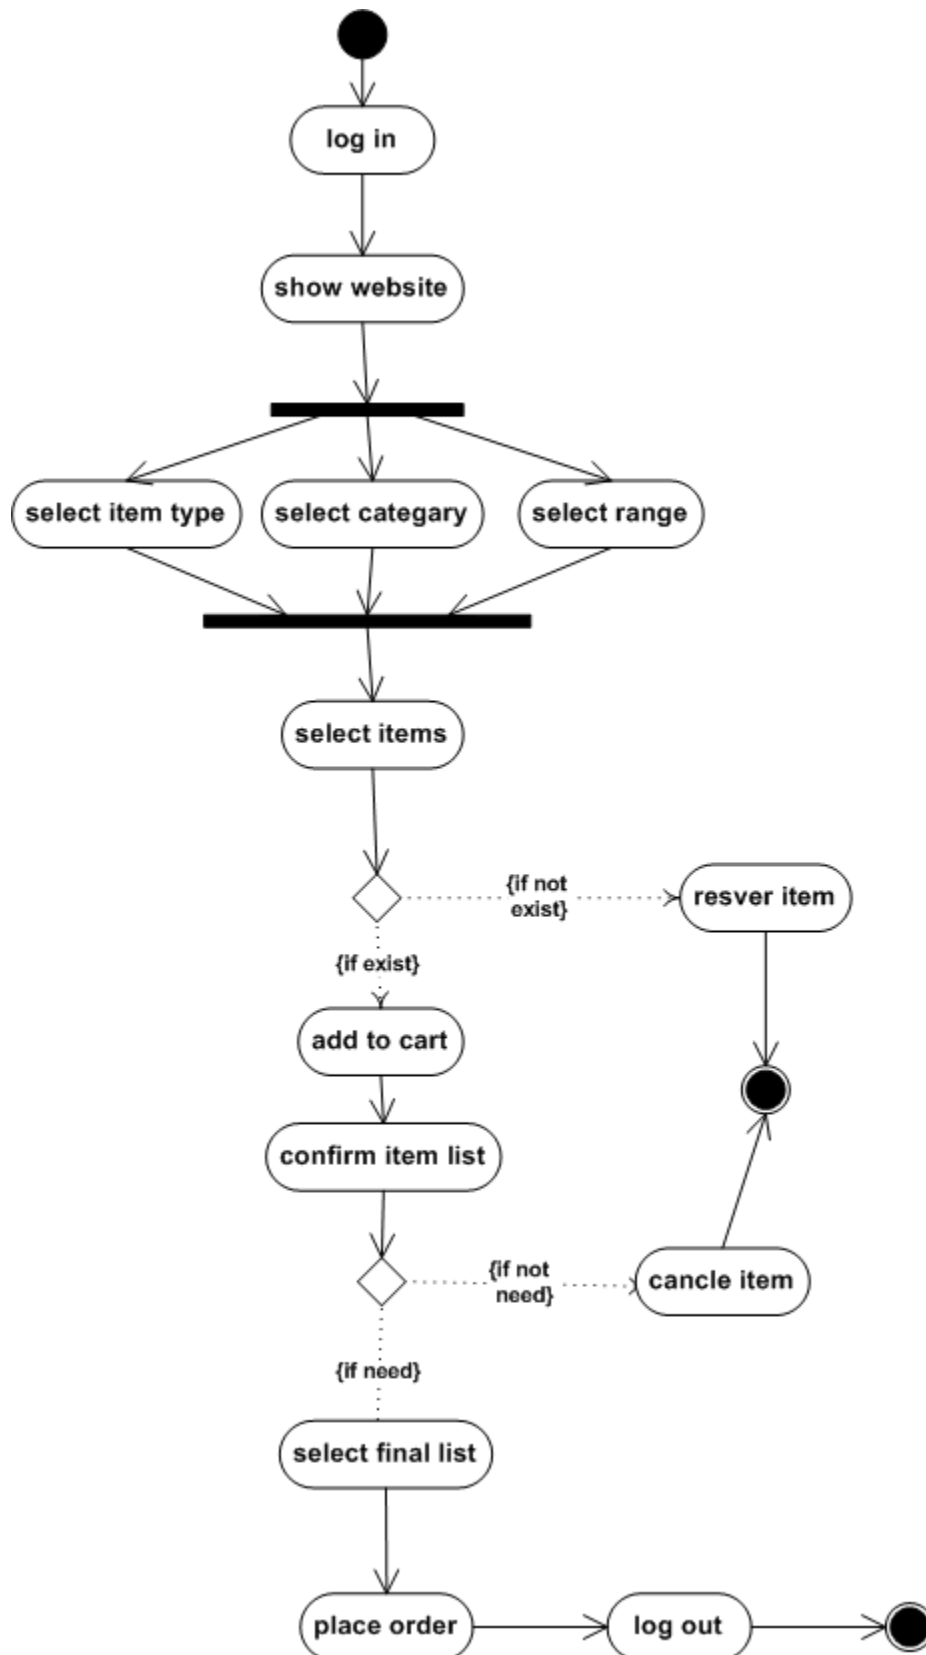 log in
show website
select item type
select categary
select range
select items
{if not
exist}
resver item
{if exist}
add to cart
confirm item list
{if not
need}
cancle item
{if need}
select final list
place order
log out